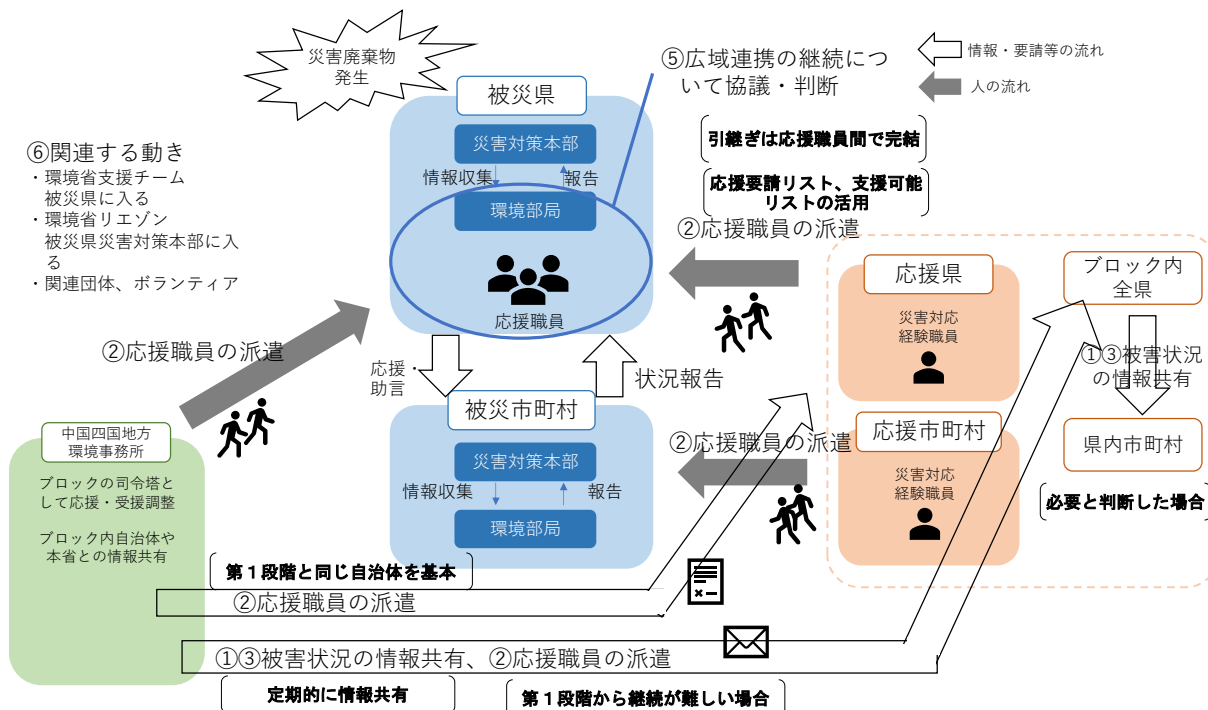 災害廃棄物
発生
⑤広域連携の継続につ
いて協議・判断
情報・要請等の流れ
人の流れ
被災県
災害対策本部
情報収集
報告
環境部局
応援職員
⑥関連する動き
・環境省支援チーム
被災県に入る
・環境省リエゾン
被災県災害対策本部に入
る
・関連団体、ボランティア
引継ぎは応援職員間で完結
応援要請リスト、支援可能
リストの活用
②応援職員の派遣
②応援職員の派遣
応援県
災害対応
経験職員
ブロック内
全県
①③被害状況
の情報共有
県内市町村
必要と判断した場合
応援・
助言
状況報告
被災市町村
災害対策本部
情報収集
報告
環境部局
②応援職員の派遣
応援市町村
災害対応
経験職員
中国四国地方
環境事務所
ブロックの司令塔と
して応援・受援調整
ブロック内自治体や
本省との情報共有
第１段階と同じ自治体を基本
②応援職員の派遣
①③被害状況の情報共有、②応援職員の派遣
定期的に情報共有
第１段階から継続が難しい場合